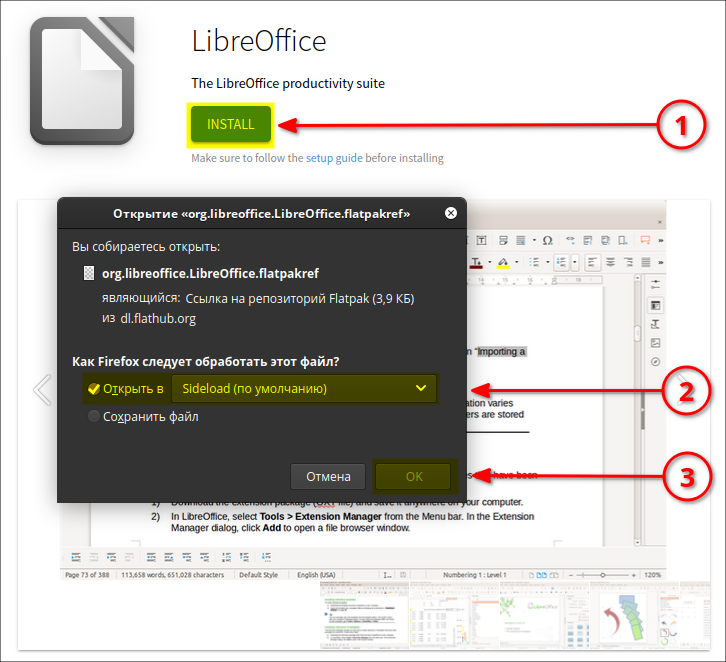 LibreOffice
The LibreOffice productivity suite
INSTALL
1
Make sure to follow the setup guide before installing
Открытие «org.libreoffice.LibreOffice.flatpakref»
Вы собираетесь открыть:
org.libreoffice.LibreOffice.flatpakref
являющийся: Ссылка на репозиторий Flatpak (3,9 КБ)
из dl.flathub.org
Как Firefox следует обработать этот файл?
Открыть в Sideload (по умолчанию)
2
Сохранить файл
Отмена OK
3
"Importing a
ation varies
ers are stored
have been
1) Download the extension package (OXT file) and save it anywhere on your computer.
2) In LibreOffice, select Tools > Extension Manager from the Menu bar. In the Extension
Manager dialog, click Add to open a file browser window.
Page 73 of 388 113,658 words, 651,028 characters Default Style English (USA) Numbering 1 : Level 1 120%